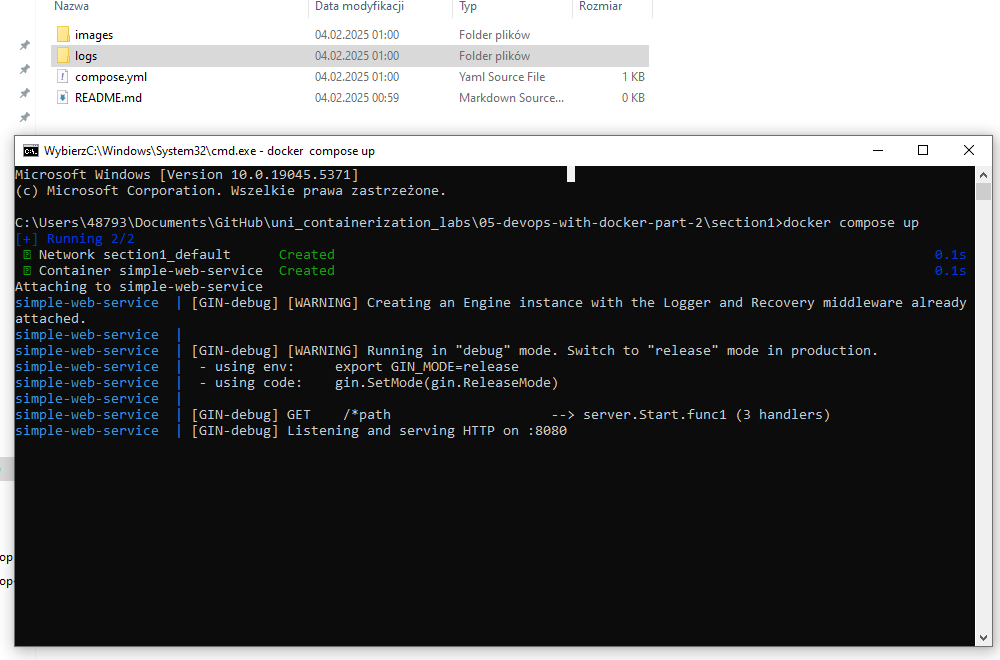 Nazwa Data modyfikacji Typ Rozmiar
images 04.02.2025 01:00 Folder plików
logs 04.02.2025 01:00 Folder plików
compose.yml 04.02.2025 01:00 Yaml Source File 1 KB
README.md 04.02.2025 00:59 Markdown Source... 0 KB
WybierzC:\Windows\System32\cmd.exe - docker compose up
Microsoft Windows [Version 10.0.19045.5371]
(c) Microsoft Corporation. Wszelkie prawa zastrzeżone.
C:\Users\48793\Documents\GitHub\uni_containerization_labs\05-devops-with-docker-part-2\section1>docker compose up
[+] Running 2/2
Network section1_default Created 0.1s
Container simple-web-service Created 0.1s
Attaching to simple-web-service
simple-web-service | [GIN-debug] [WARNING] Creating an Engine instance with the Logger and Recovery middleware already
attached.
simple-web-service |
simple-web-service | [GIN-debug] [WARNING] Running in "debug" mode. Switch to "release" mode in production.
simple-web-service | - using env: export GIN_MODE=release
simple-web-service | - using code: gin.SetMode(gin.ReleaseMode)
simple-web-service |
simple-web-service | [GIN-debug] GET /*path --> server.Start.func1 (3 handlers)
simple-web-service | [GIN-debug] Listening and serving HTTP on :8080
op
op